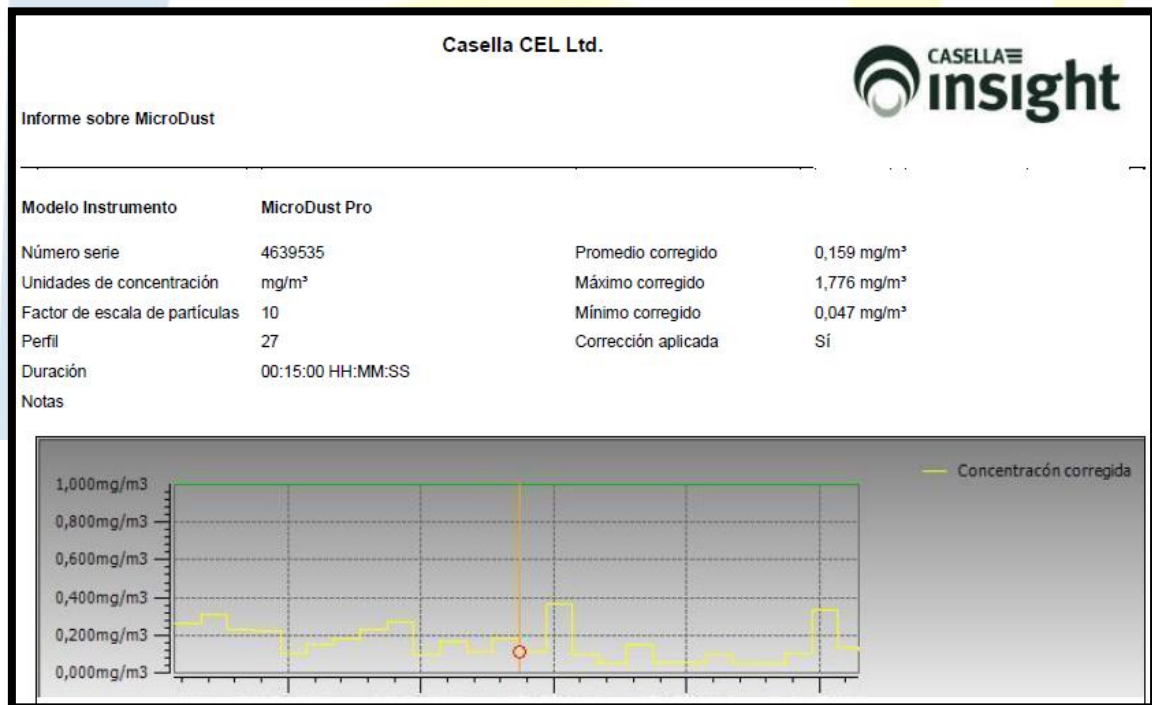 Casella CEL Ltd.
CASELLA
insight
Informe sobre MicroDust
Modelo Instrumento MicroDust Pro
Número serie 4639535 Promedio corregido 0,159 mg/m³
Unidades de concentración mg/m³ Máximo corregido 1,776 mg/m³
Factor de escala de partículas 10 Mínimo corregido 0,047 mg/m³
Perfil 27 Corrección aplicada Sí
Duración 00:15:00 HH:MM:SS
Notas
Concentracón corregida
1,000mg/m3
0,800mg/m3
0,600mg/m3
0,400mg/m3
0,200mg/m3
0,000mg/m3